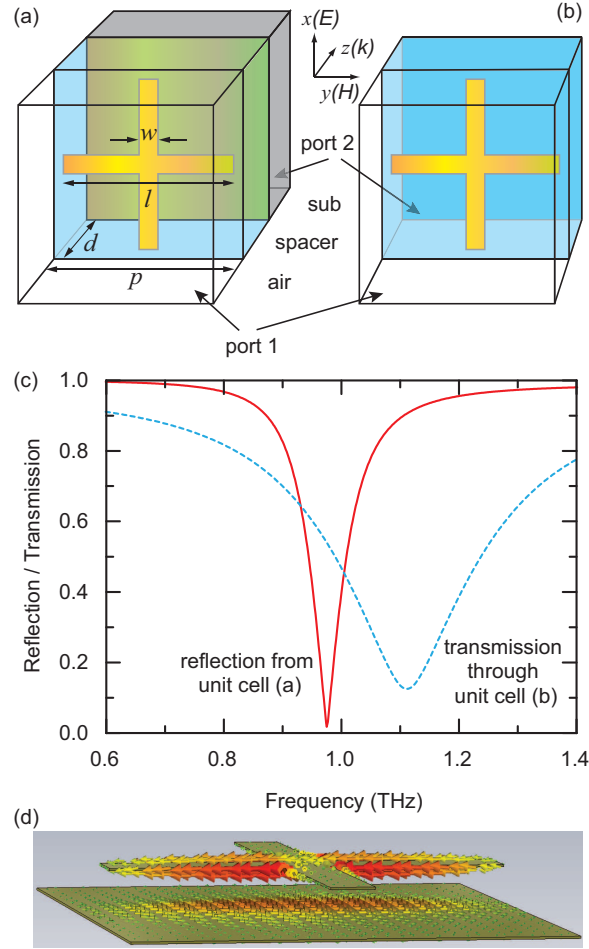 (a)
(b)
x(E)
z(k)
y(H)
w
port 2
l
sub
d
spacer
p
air
port 1
(c)
1.0
0.8
0.6
0.4
0.2
0.0
Reflection / Transmission
reflection from
unit cell (a)
transmission
through
unit cell (b)
0.6
0.8
1.0
1.2
1.4
Frequency (THz)
(d)